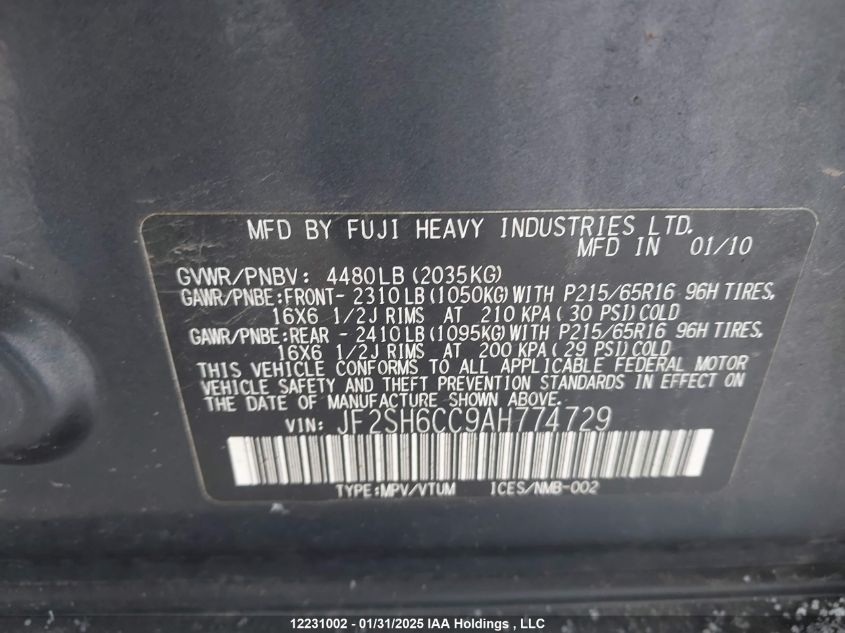 MFD BY FUJI HEAVY INDUSTRIES LTD.
MFD IN 01/10
GVWR/PNBV: 4480LB (2035KG)
GAWR/PNBE:FRONT- 2310LB (1050KG) WITH P215/65R16 96H TIRES,
16X6 1/2J RIMS AT 210 KPA ( 30 PSI) COLD
GAWR/PNBE:REAR - 2410LB (1095KG) WITH P215/65R16 96H TIRES,
16X6 1/2J RIMS AT 200 KPA ( 29 PSI) COLD
THIS VEHICLE CONFORMS TO ALL APPLICABLE FEDERAL MOTOR
VEHICLE SAFETY AND THEFT PREVENTION STANDARDS IN EFFECT ON
THE DATE OF MANUFACTURE SHOWN ABOVE.
VIN: JF2SH6CC9AH774729
TYPE:MPV/VTUM ICES/NMB-002
12231002 - 01/31/2025 IAA Holdings , LLC